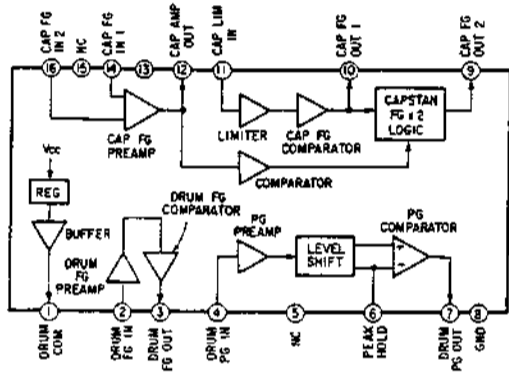 CAP FG
IN 2
NC
CAP FG
IN 1
CAP AMP
OUT
CAP LIM
IN
CAP FG
OUT 1
CAP FG
OUT 2
16
15
14
13
12
11
10
9
CAP FG
PREAMP
LIMITER
CAP FG
COMPARATOR
CAPSTAN
FG x 2
LOGIC
COMPARATOR
Vcc
REG
BUFFER
DRUM FG
PREAMP
DRUM FG
COMPARATOR
PG
PREAMP
LEVEL
SHIFT
PG
COMPARATOR
+
−
1
2
3
4
5
6
7
8
DRUM
COM
DRUM
FG IN
DRUM
FG OUT
DRUM
PG IN
NC
PEAK
HOLD
DRUM
PG OUT
GND